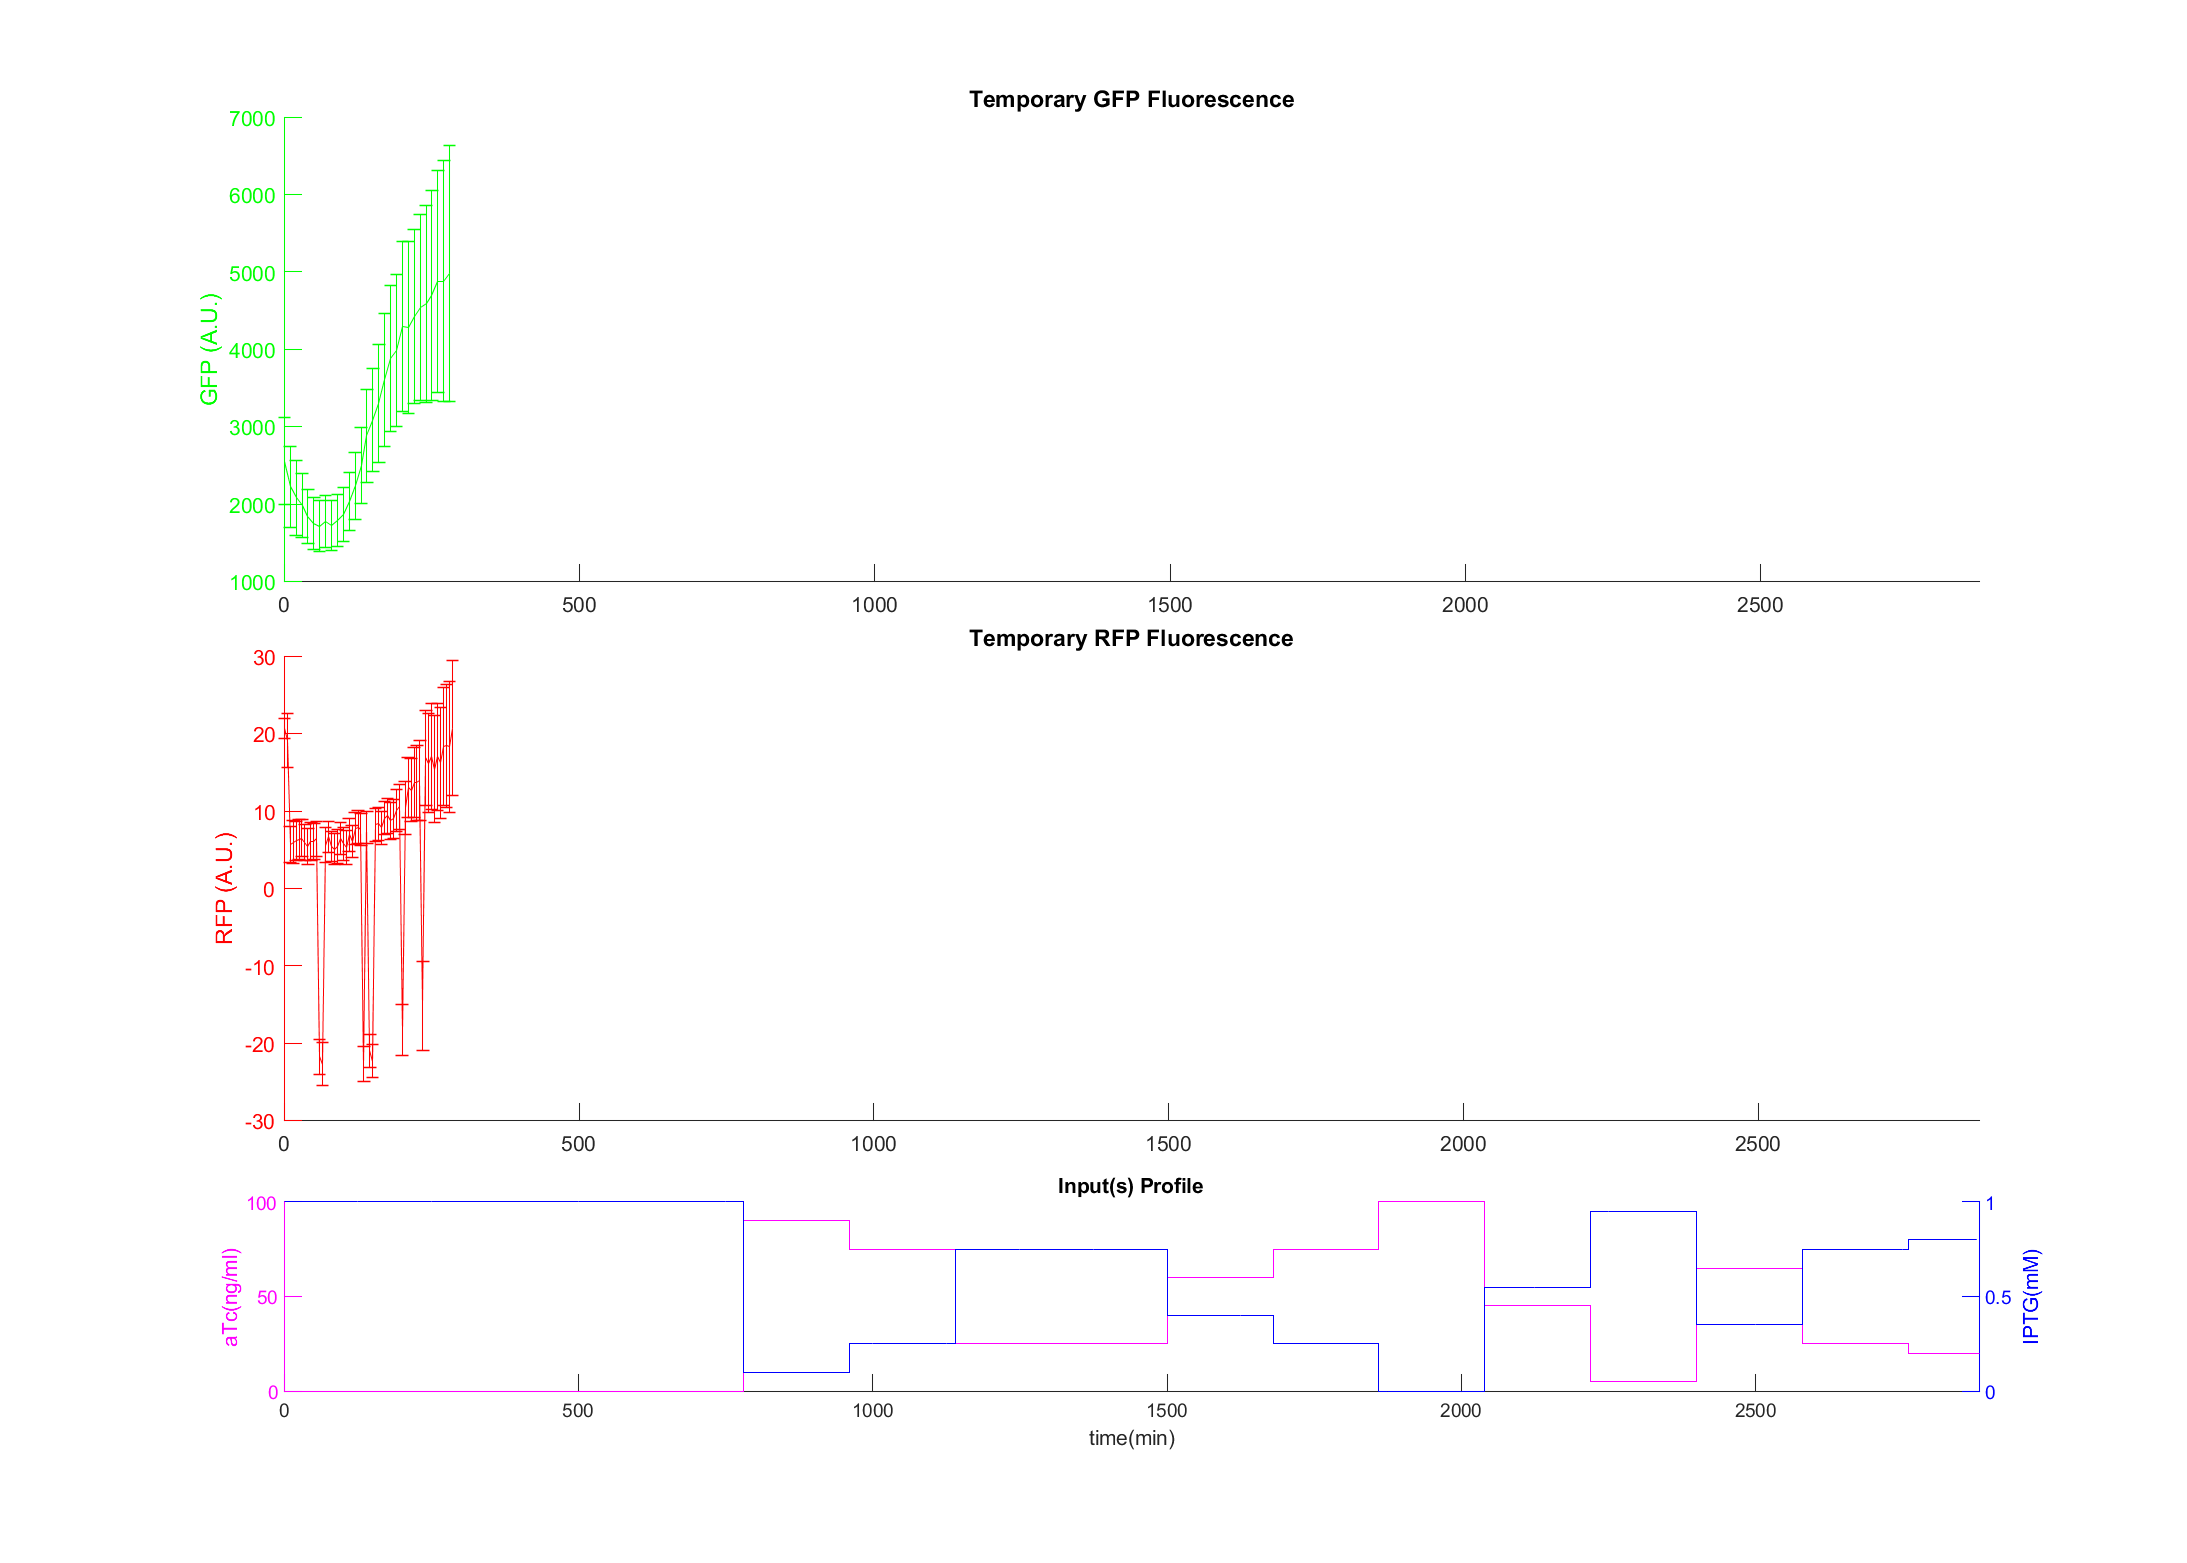 Temporary GFP Fluorescence
7000
6000
5000
4000
3000
2000
1000
GFP (A.U.)
0 500 1000 1500 2000 2500
Temporary RFP Fluorescence
30
20
10
0
-10
-20
-30
RFP (A.U.)
0 500 1000 1500 2000 2500
Input(s) Profile
100
50
0
aTc(ng/ml)
1
0.5
0
IPTG(mM)
0 500 1000 1500 2000 2500
time(min)